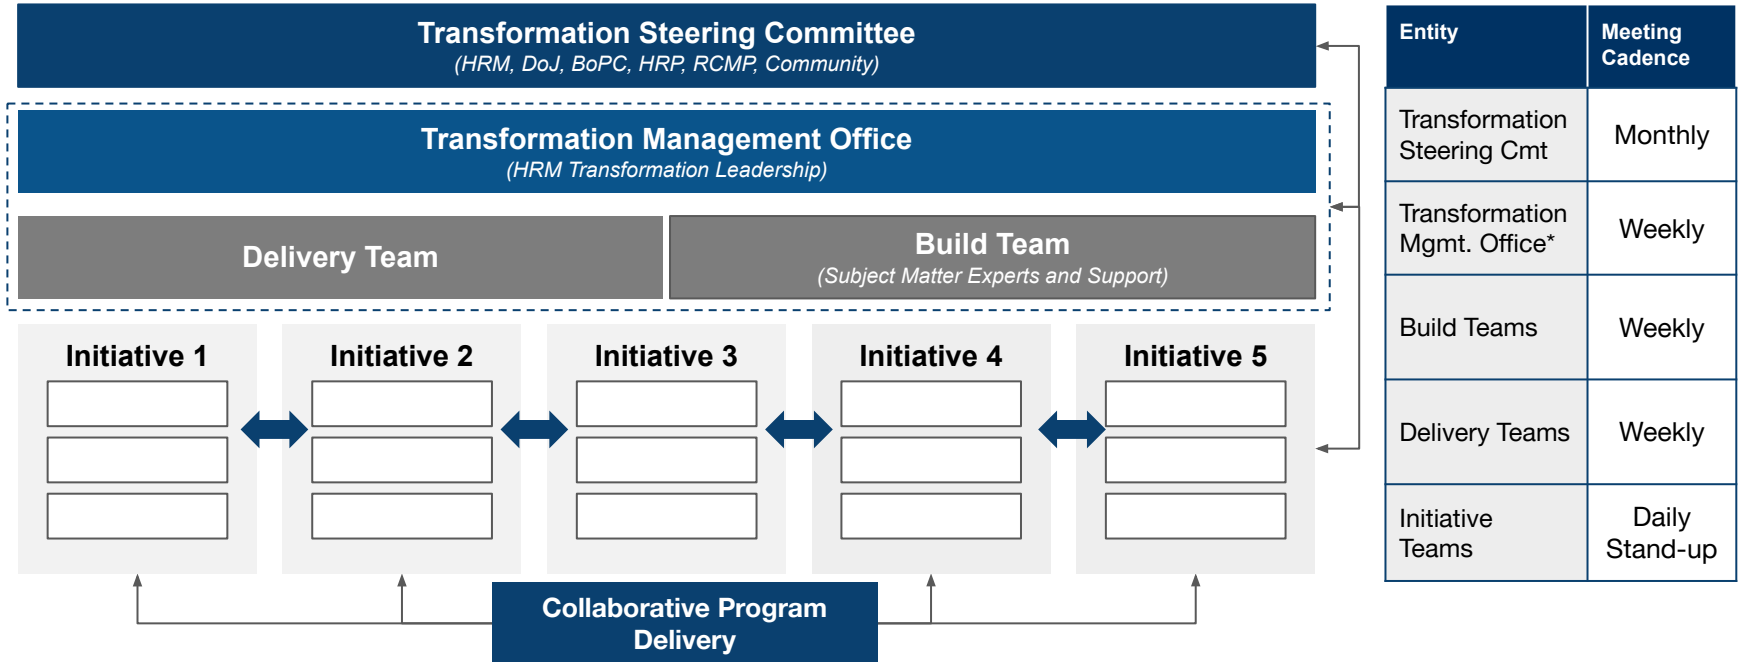 Transformation Steering Committee
(HRM, DoJ, BoPC, HRP, RCMP, Community)
Transformation Management Office
(HRM Transformation Leadership)
Delivery Team
Build Team
(Subject Matter Experts and Support)
Initiative 1
Initiative 2
Initiative 3
Initiative 4
Initiative 5
Collaborative Program
Delivery
Entity
Meeting
Cadence
Transformation
Steering Cmt
Monthly
Transformation
Mgmt. Office*
Weekly
Build Teams
Weekly
Delivery Teams
Weekly
Initiative
Teams
Daily
Stand-up